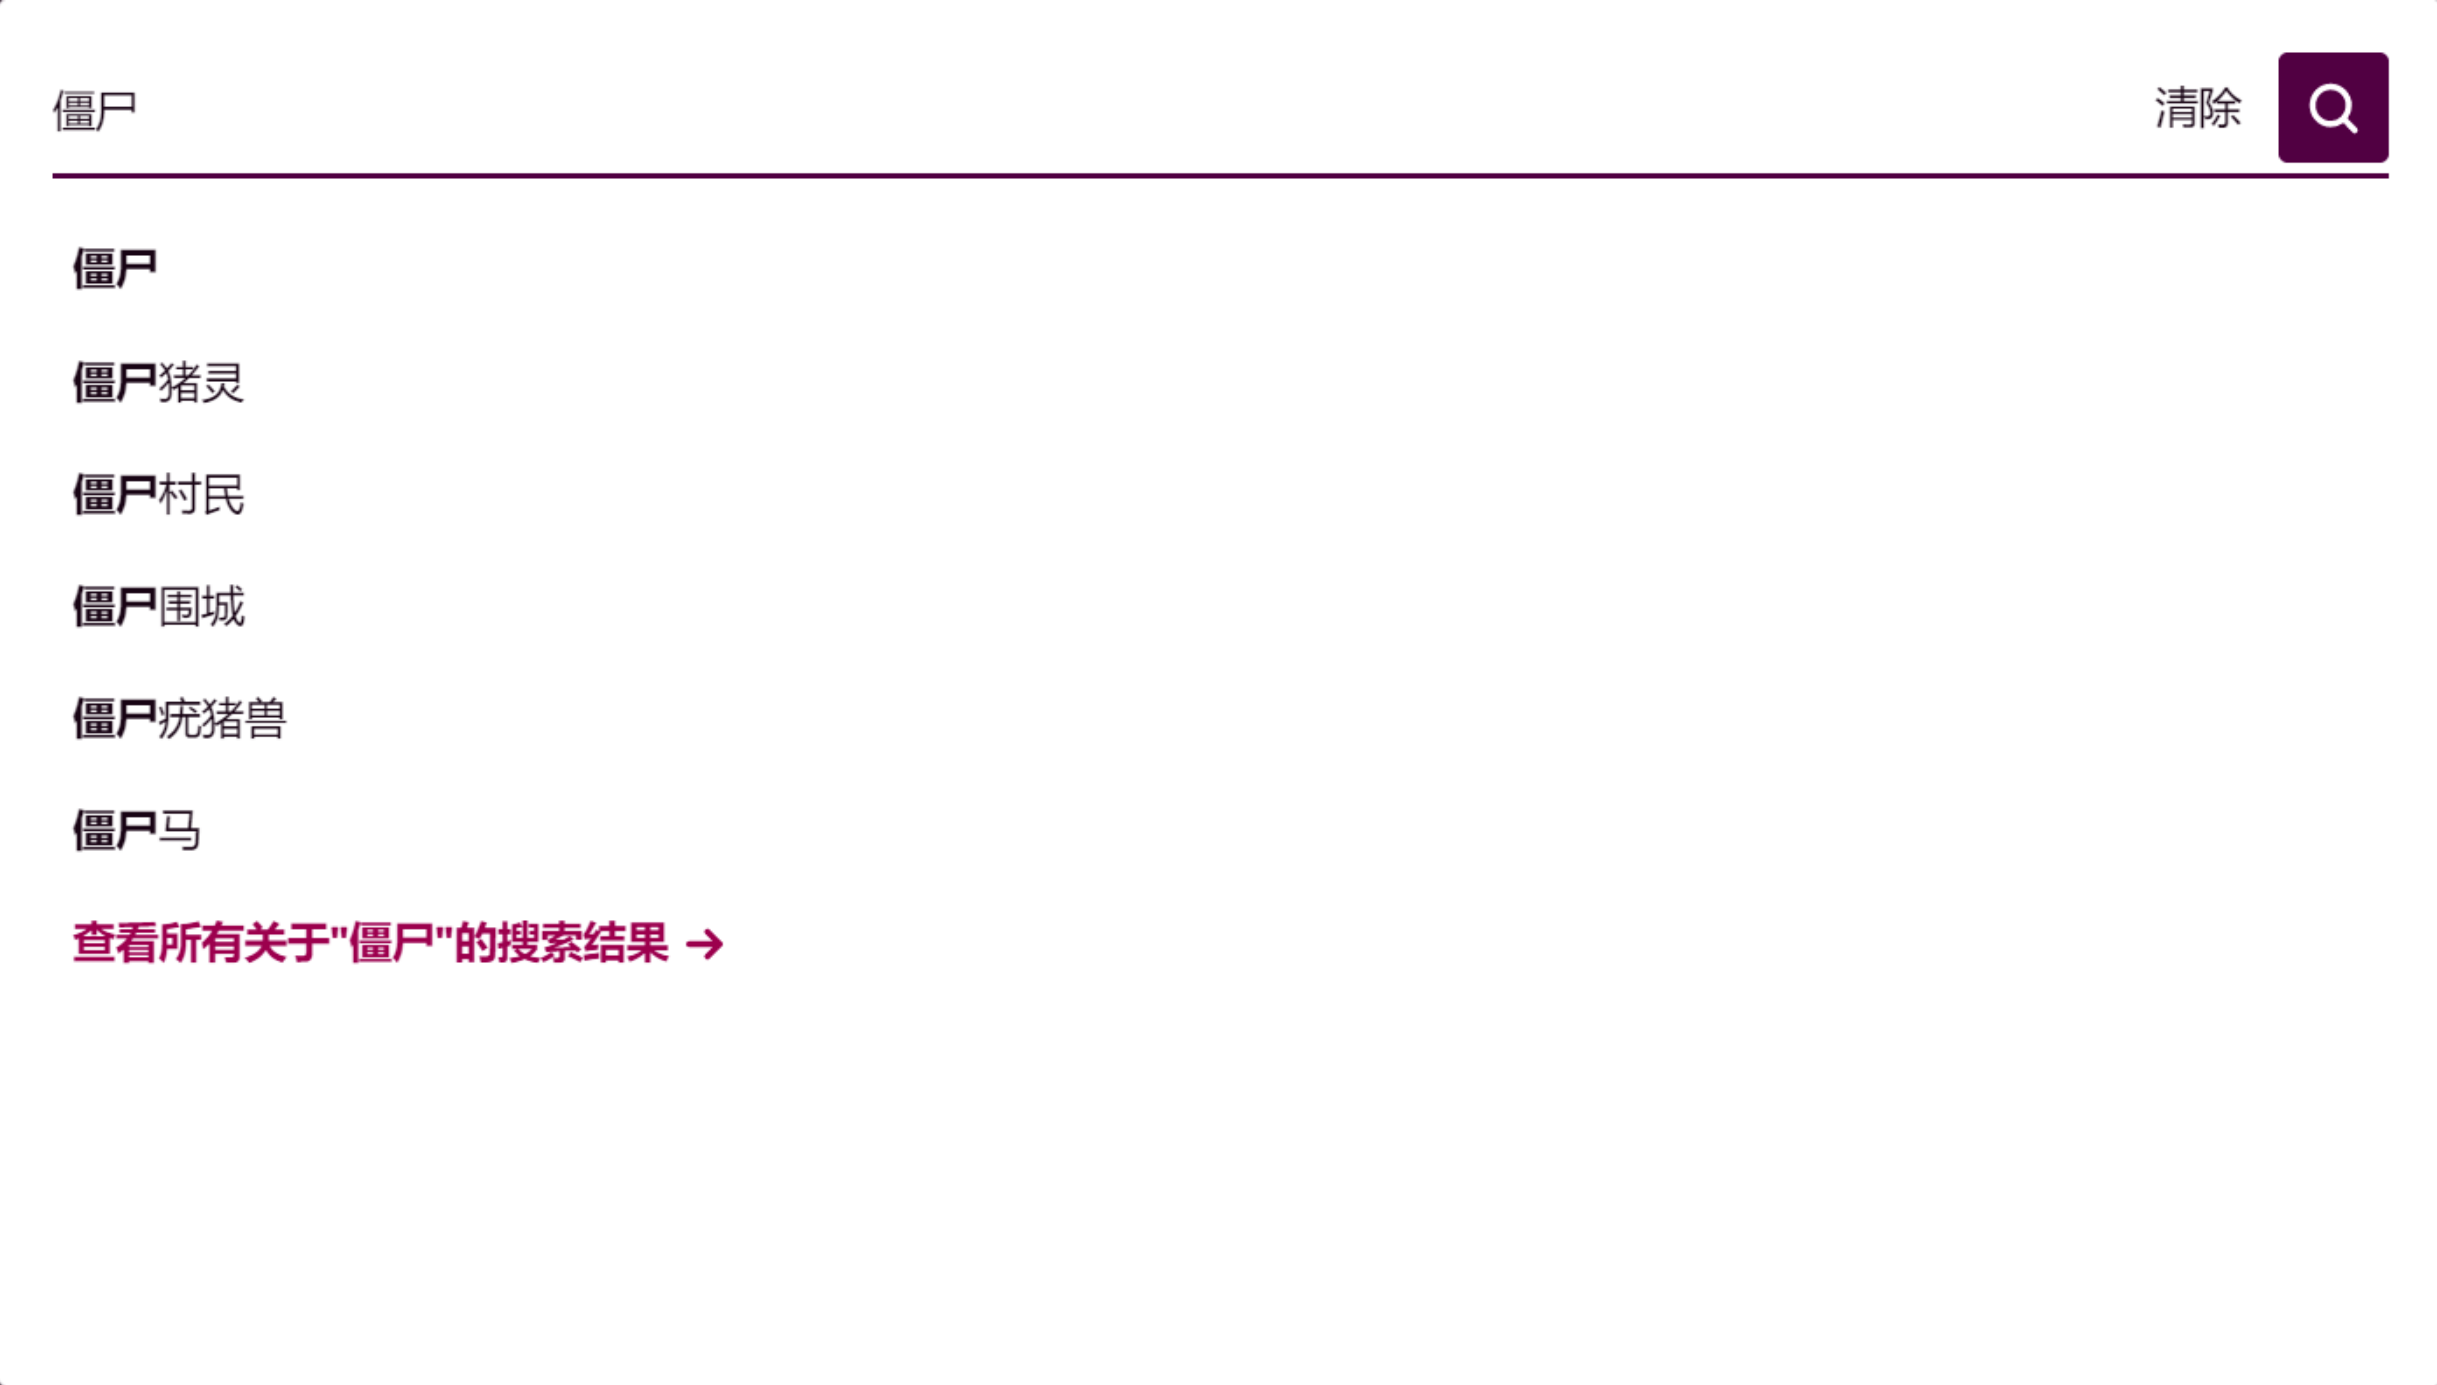 僵尸 清除
僵尸
僵尸猪灵
僵尸村民
僵尸围城
僵尸疣猪兽
僵尸马
查看所有关于"僵尸"的搜索结果 →